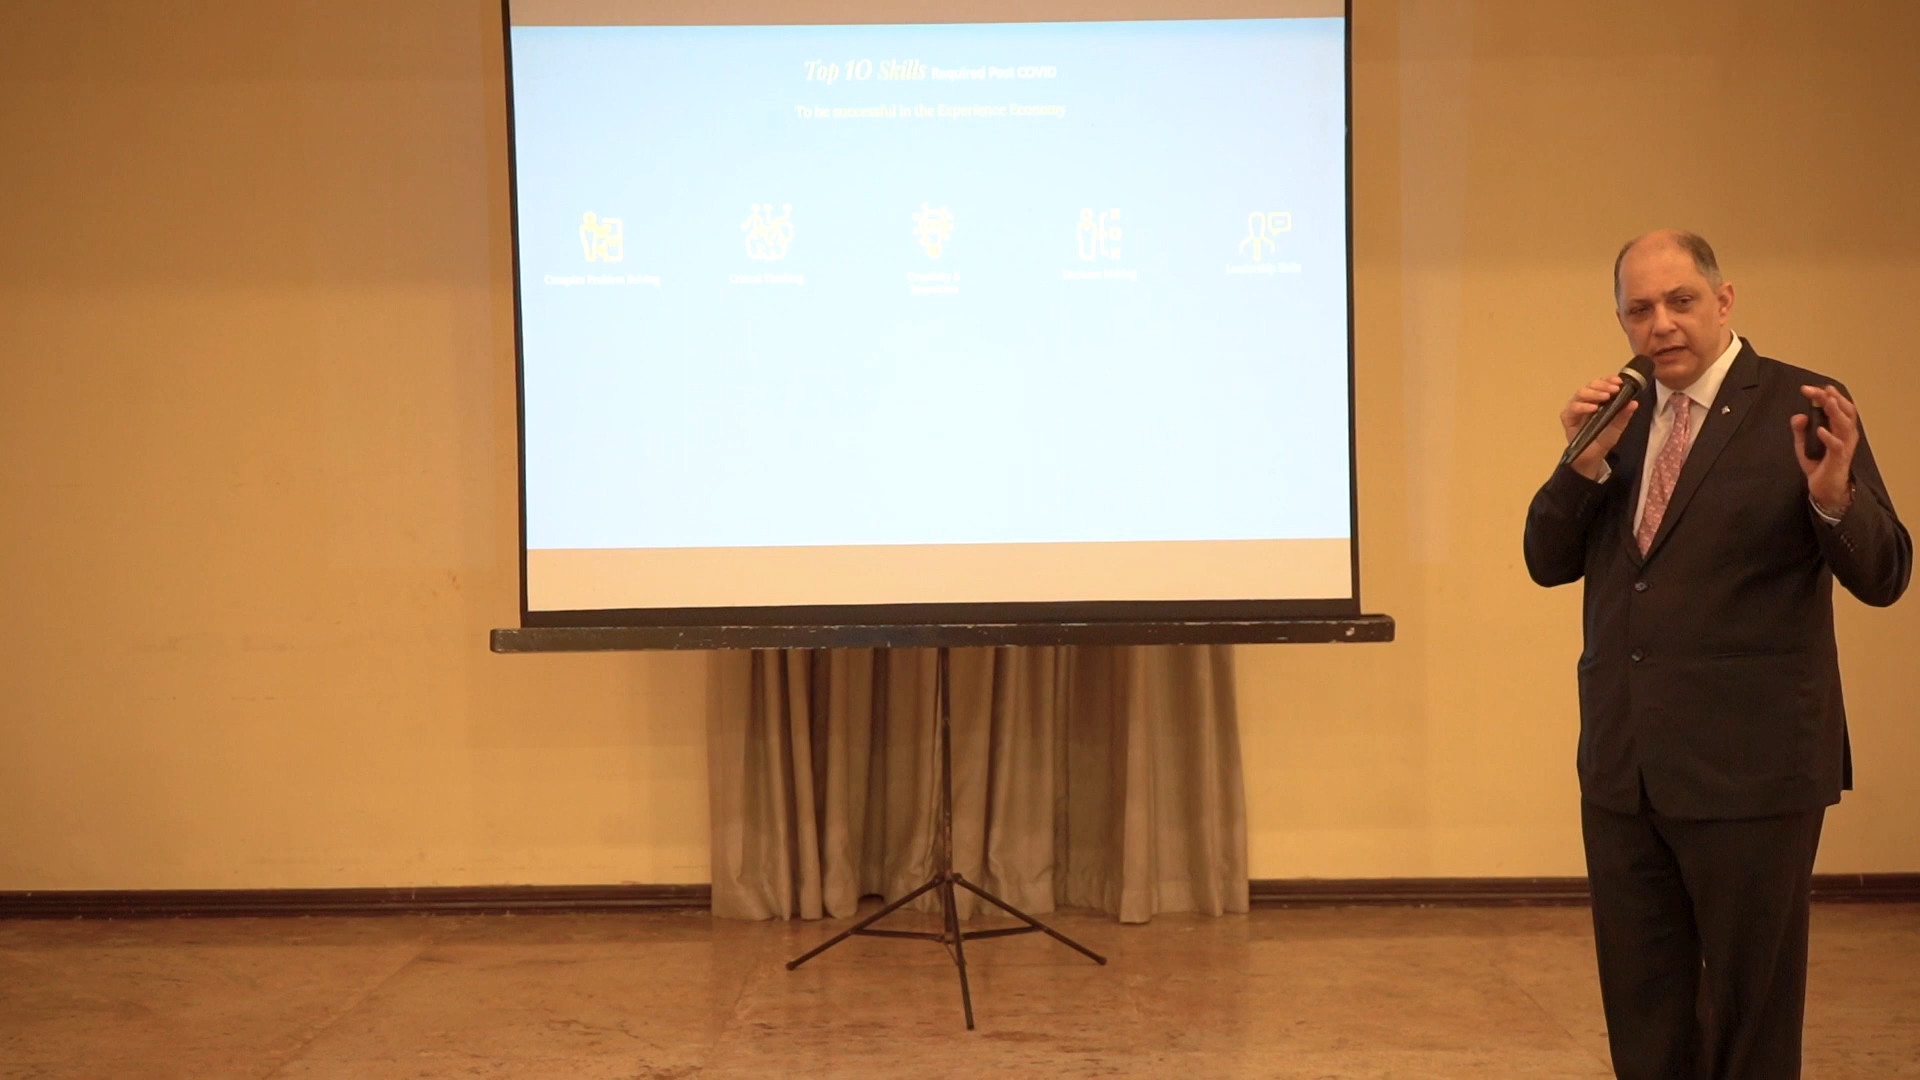 Top 10 Skills Required Post COVID
To be successful in the Experience Economy
Complex Problem Solving
Critical Thinking
Creativity &
Decision Making
Leadership Skills